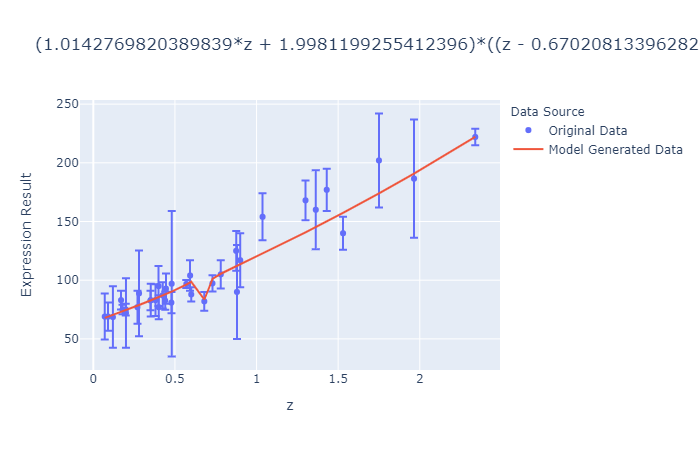 (1.0142769820389839*z + 1.9981199255412396)*((z - 0.67020813396282
Data Source
Original Data
Model Generated Data
Expression Result
250
200
150
100
50
0
0.5
1
1.5
2
z